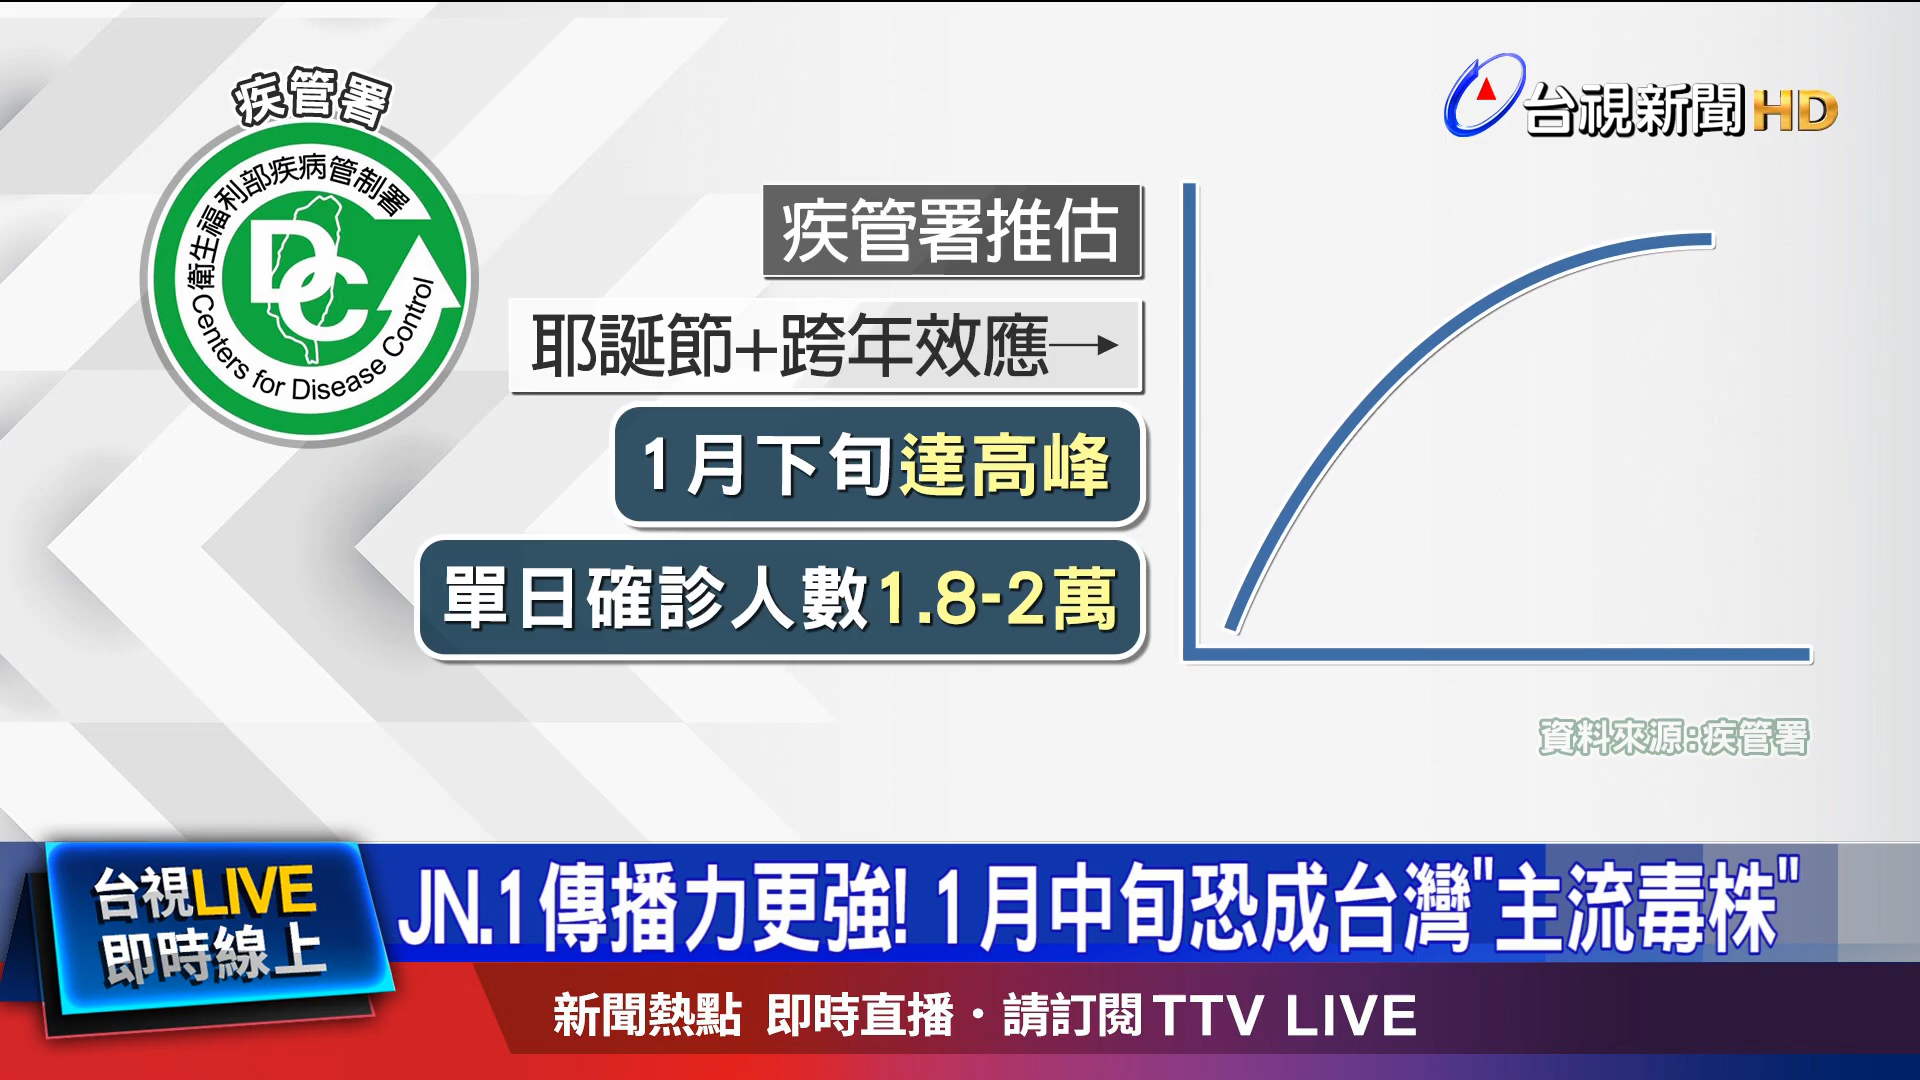 疾管署
衛生福利部疾病管制署
DC
Centers for Disease Control
台視新聞HD
疾管署推估
耶誕節+跨年效應→
1月下旬達高峰
單日確診人數1.8-2萬
資料來源:疾管署
台視LIVE
即時線上
JN.1傳播力更強! 1月中旬恐成台灣"主流毒株"
新聞熱點 即時直播·請訂閱TTV LIVE